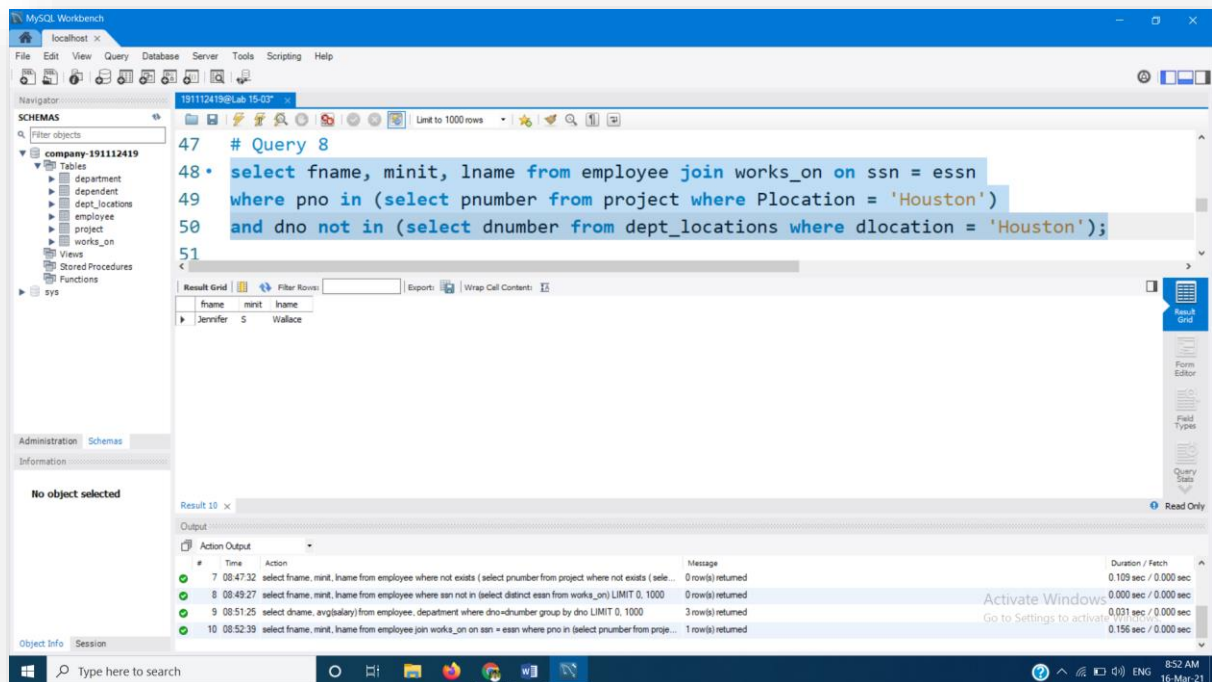 MySQL Workbench
localhost ×
File Edit View Query Database Server Tools Scripting Help
Navigator
SCHEMAS
Filter objects
company-191112419
Tables
department
dependent
dept_locations
employee
project
works_on
Views
Stored Procedures
Functions
sys
Administration Schemas
Information
No object selected
Object Info Session
191112419@Lab 15-03* ×
Limit to 1000 rows
47 # Query 8
48 • select fname, minit, lname from employee join works_on on ssn = essn
49 where pno in (select pnumber from project where Plocation = 'Houston')
50 and dno not in (select dnumber from dept_locations where dlocation = 'Houston');
51
Result Grid Filter Rows: Export: Wrap Cell Content:
fname minit lname
Jennifer S Wallace
Result Grid
Form Editor
Field Types
Query Stats
Result 10 ×
Read Only
Output
Action Output
# Time Action Message Duration / Fetch
7 08:47:32 select fname, minit, lname from employee where not exists ( select pnumber from project where not exists ( sele... 0 row(s) returned 0.109 sec / 0.000 sec
8 08:49:27 select fname, minit, lname from employee where ssn not in (select distinct essn from works_on) LIMIT 0, 1000 0 row(s) returned 0.000 sec / 0.000 sec
9 08:51:25 select dname, avg(salary) from employee, department where dno=dnumber group by dno LIMIT 0, 1000 3 row(s) returned 0.031 sec / 0.000 sec
10 08:52:39 select fname, minit, lname from employee join works_on on ssn = essn where pno in (select pnumber from proje... 1 row(s) returned 0.156 sec / 0.000 sec
Activate Windows
Go to Settings to activate Windows.
Type here to search
ENG
8:52 AM
16-Mar-21